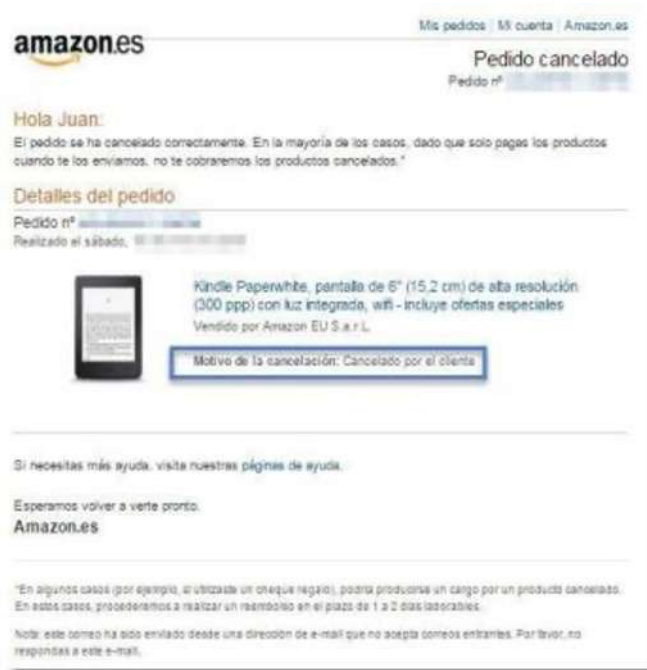 amazon.es
Mis pedidos | Mi cuenta | Amazon.es
Pedido cancelado
Pedido nº
Hola Juan:
El pedido se ha cancelado correctamente. En la mayoría de los casos, dado que solo pagas los productos
cuando te los enviamos, no te cobraremos los productos cancelados.*
Detalles del pedido
Pedido nº
Realizado el sábado,
Kindle Paperwhite, pantalla de 6" (15,2 cm) de alta resolución
(300 ppp) con luz integrada, wifi - incluye ofertas especiales
Vendido por Amazon EU S.a.r.L.
Motivo de la cancelación: Cancelado por el cliente
Si necesitas más ayuda, visita nuestras páginas de ayuda.
Esperamos volver a verte pronto.
Amazon.es
*En algunos casos (por ejemplo, si utilizaste un cheque regalo), podría producirse un cargo por un producto cancelado.
En estos casos, procederemos a realizar un reembolso en el plazo de 1 a 2 días laborables.
Nota: este correo ha sido enviado desde una dirección de e-mail que no acepta correos entrantes. Por favor, no
respondas a este e-mail.